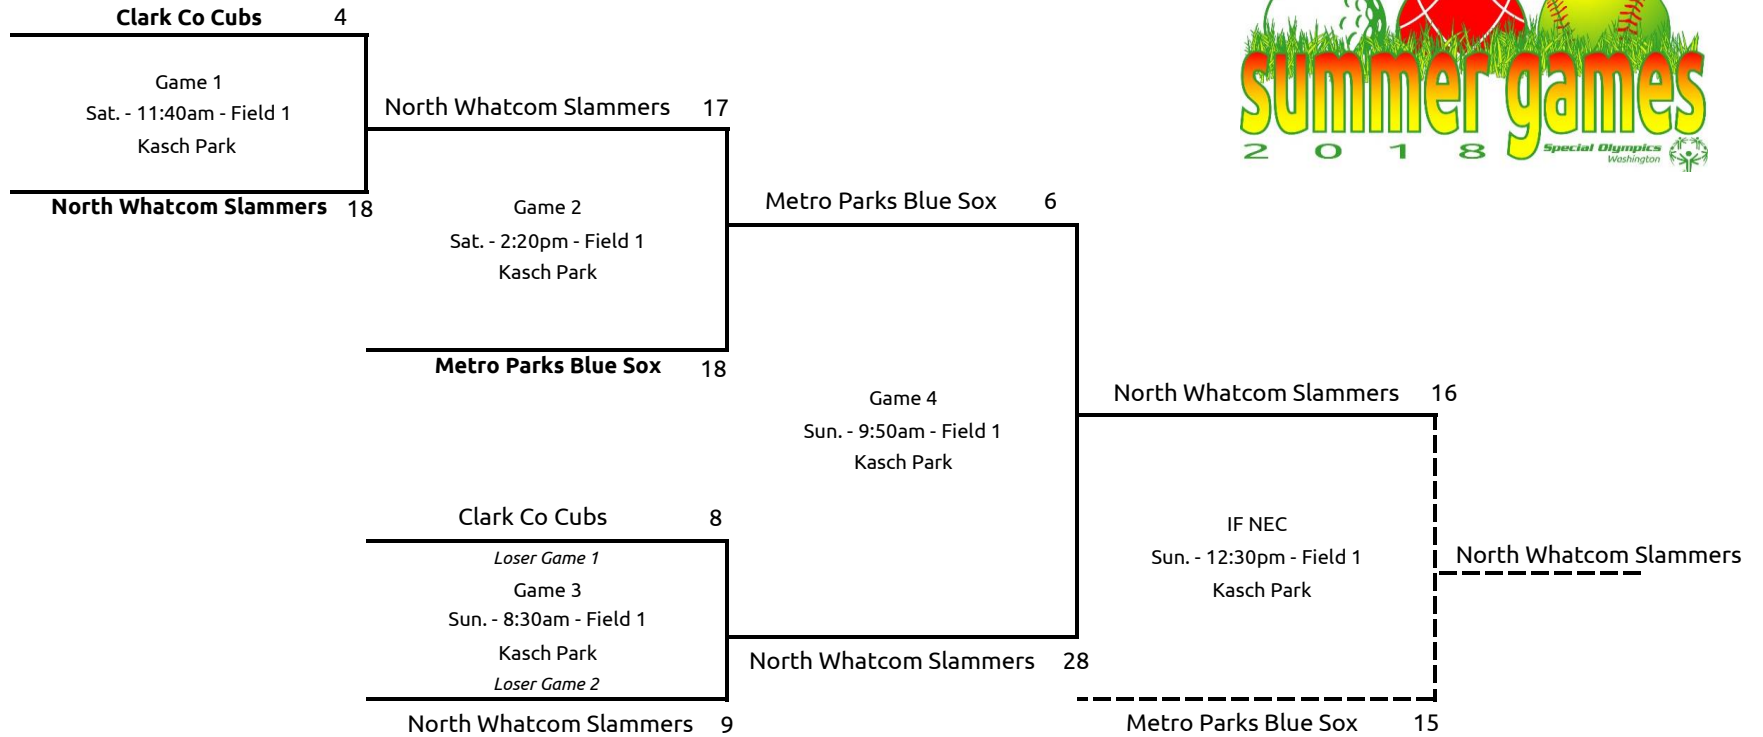 Clark Co Cubs 4
Game 1
Sat. - 11:40am - Field 1
Kasch Park
North Whatcom Slammers 18
North Whatcom Slammers 17
Game 2
Sat. - 2:20pm - Field 1
Kasch Park
Metro Parks Blue Sox 18
Clark Co Cubs 8
Loser Game 1
Game 3
Sun. - 8:30am - Field 1
Kasch Park
Loser Game 2
North Whatcom Slammers 9
Metro Parks Blue Sox 6
Game 4
Sun. - 9:50am - Field 1
Kasch Park
North Whatcom Slammers 28
North Whatcom Slammers 16
IF NEC
Sun. - 12:30pm - Field 1
Kasch Park
Metro Parks Blue Sox 15
North Whatcom Slammers
summer games
2018
Special Olympics
Washington